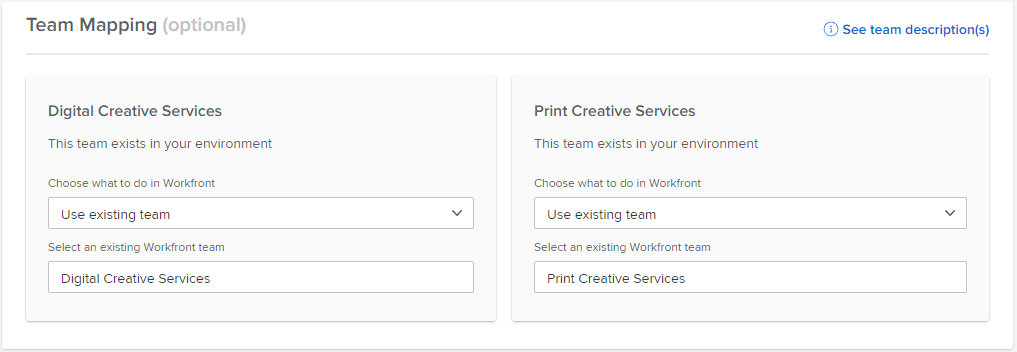 Team Mapping (optional)
See team description(s)
Digital Creative Services
This team exists in your environment
Choose what to do in Workfront
Use existing team
Select an existing Workfront team
Digital Creative Services
Print Creative Services
This team exists in your environment
Choose what to do in Workfront
Use existing team
Select an existing Workfront team
Print Creative Services